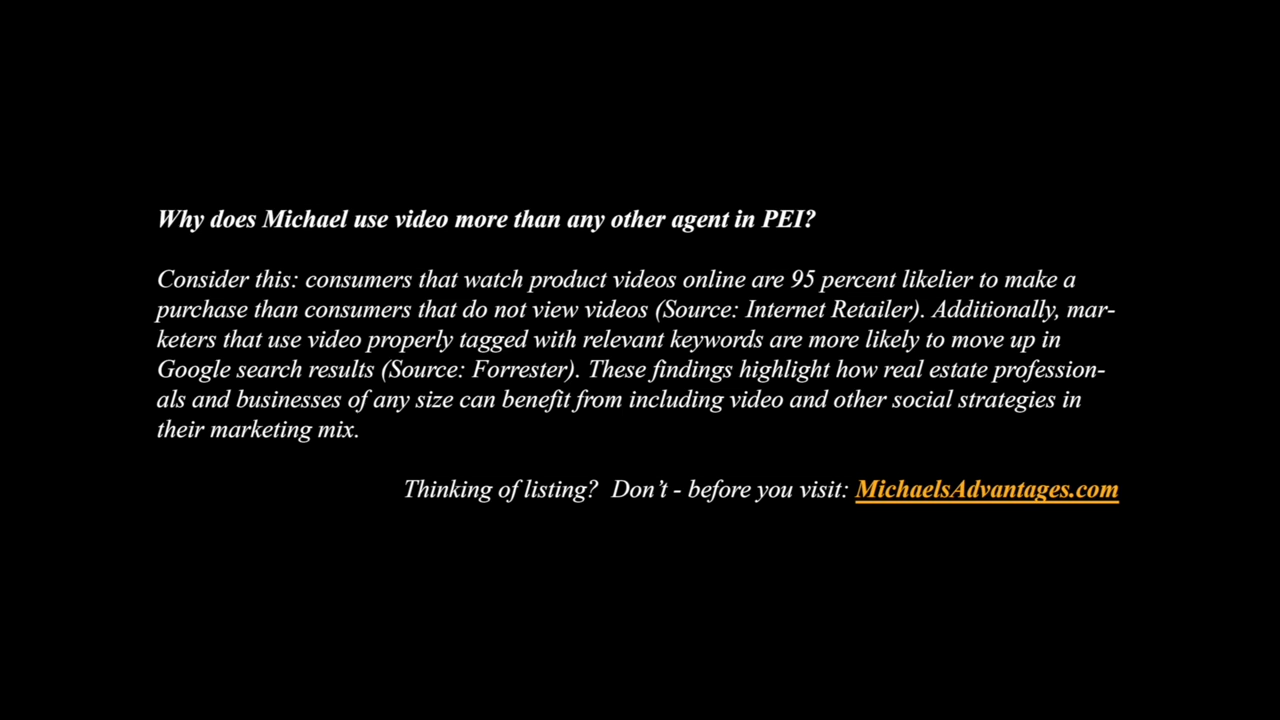 Why does Michael use video more than any other agent in PEI?
Consider this: consumers that watch product videos online are 95 percent likelier to make a
purchase than consumers that do not view videos (Source: Internet Retailer). Additionally, mar-
keters that use video properly tagged with relevant keywords are more likely to move up in
Google search results (Source: Forrester). These findings highlight how real estate profession-
als and businesses of any size can benefit from including video and other social strategies in
their marketing mix.
Thinking of listing?  Don’t - before you visit: MichaelsAdvantages.com